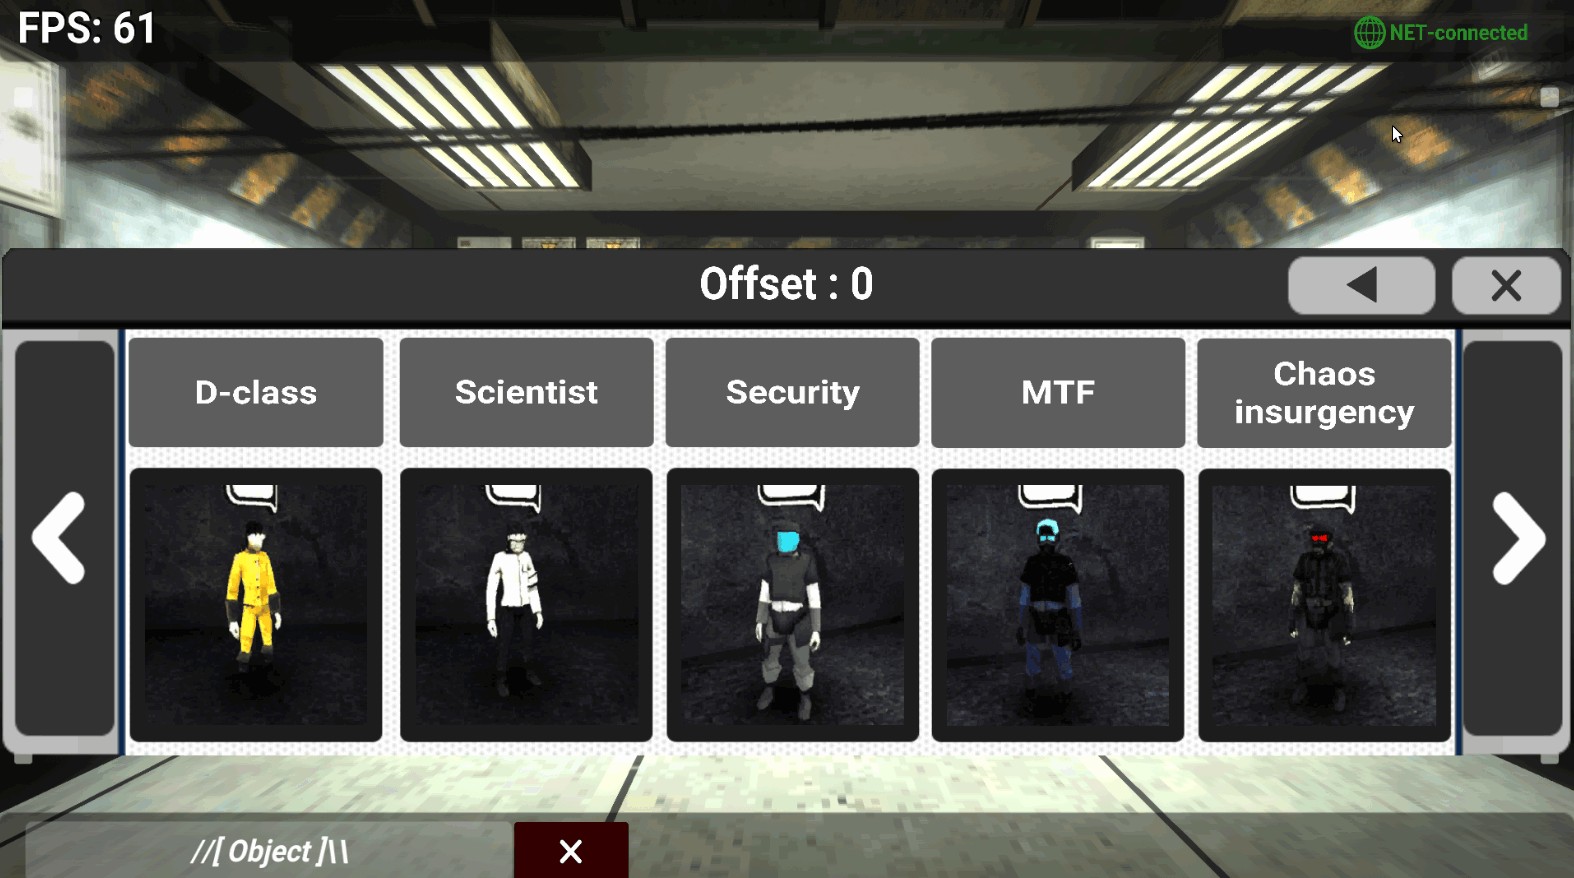 FPS: 61
NET-connected
Offset : 0
D-class
Scientist
Security
MTF
Chaos
insurgency
//[ Object ]\\